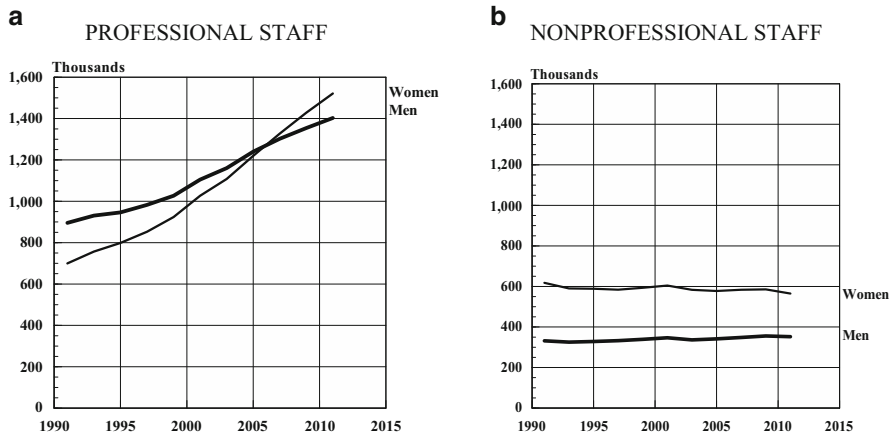 a
PROFESSIONAL STAFF
Thousands
1,600
1,400
1,200
1,000
800
600
400
200
0
1990 1995 2000 2005 2010 2015
Women
Men
b
NONPROFESSIONAL STAFF
Thousands
1,600
1,400
1,200
1,000
800
600
400
200
0
1990 1995 2000 2005 2010 2015
Women
Men